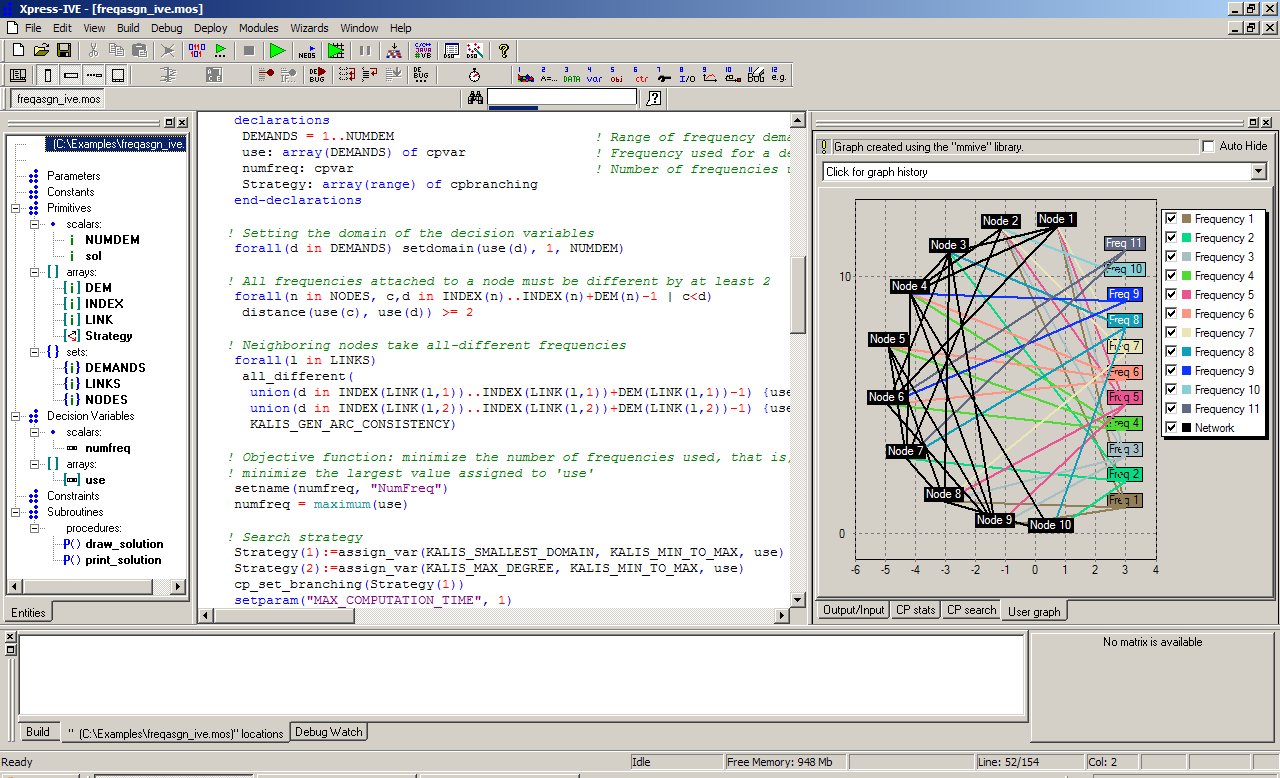 Xpress-IVE - [freqasgn_ive.mos]
File Edit View Build Debug Deploy Modules Wizards Window Help
freqasgn_ive.mos
(C:\Examples\freqasgn_ive.
Parameters
Constants
Primitives
scalars:
NUMDEM
sol
arrays:
DEM
INDEX
LINK
Strategy
sets:
DEMANDS
LINKS
NODES
Decision Variables
scalars:
numfreq
arrays:
use
Constraints
Subroutines
procedures:
P() draw_solution
P() print_solution
Entities
declarations
DEMANDS = 1..NUMDEM ! Range of frequency dema
use: array(DEMANDS) of cpvar ! Frequency used for a de
numfreq: cpvar ! Number of frequencies u
Strategy: array(range) of cpbranching
end-declarations
! Setting the domain of the decision variables
forall(d in DEMANDS) setdomain(use(d), 1, NUMDEM)
! All frequencies attached to a node must be different by at least 2
forall(n in NODES, c,d in INDEX(n)..INDEX(n)+DEM(n)-1 | c<d)
distance(use(c), use(d)) >= 2
! Neighboring nodes take all-different frequencies
forall(l in LINKS)
all_different(
union(d in INDEX(LINK(l,1))..INDEX(LINK(l,1))+DEM(LINK(l,1))-1) {use
union(d in INDEX(LINK(l,2))..INDEX(LINK(l,2))+DEM(LINK(l,2))-1) {use
KALIS_GEN_ARC_CONSISTENCY)
! Objective function: minimize the number of frequencies used, that is,
! minimize the largest value assigned to 'use'
setname(numfreq, "NumFreq")
numfreq = maximum(use)
! Search strategy
Strategy(1):=assign_var(KALIS_SMALLEST_DOMAIN, KALIS_MIN_TO_MAX, use)
Strategy(2):=assign_var(KALIS_MAX_DEGREE, KALIS_MIN_TO_MAX, use)
cp_set_branching(Strategy(1))
setparam("MAX_COMPUTATION_TIME", 1)
Graph created using the "mmive" library.
Auto Hide
Click for graph history
Node 1
Node 2
Node 3
Node 4
Node 5
Node 6
Node 7
Node 8
Node 9
Node 10
Freq 11
Freq 10
Freq 9
Freq 8
Freq 7
Freq 6
Freq 5
Freq 4
Freq 3
Freq 2
Freq 1
10
0
-6 -5 -4 -3 -2 -1 0 1 2 3 4
Frequency 1
Frequency 2
Frequency 3
Frequency 4
Frequency 5
Frequency 6
Frequency 7
Frequency 8
Frequency 9
Frequency 10
Frequency 11
Network
Output/Input CP stats CP search User graph
No matrix is available
Build " (C:\Examples\freqasgn_ive.mos)" locations Debug Watch
Ready Idle Free Memory: 948 Mb Line: 52/154 Col: 2